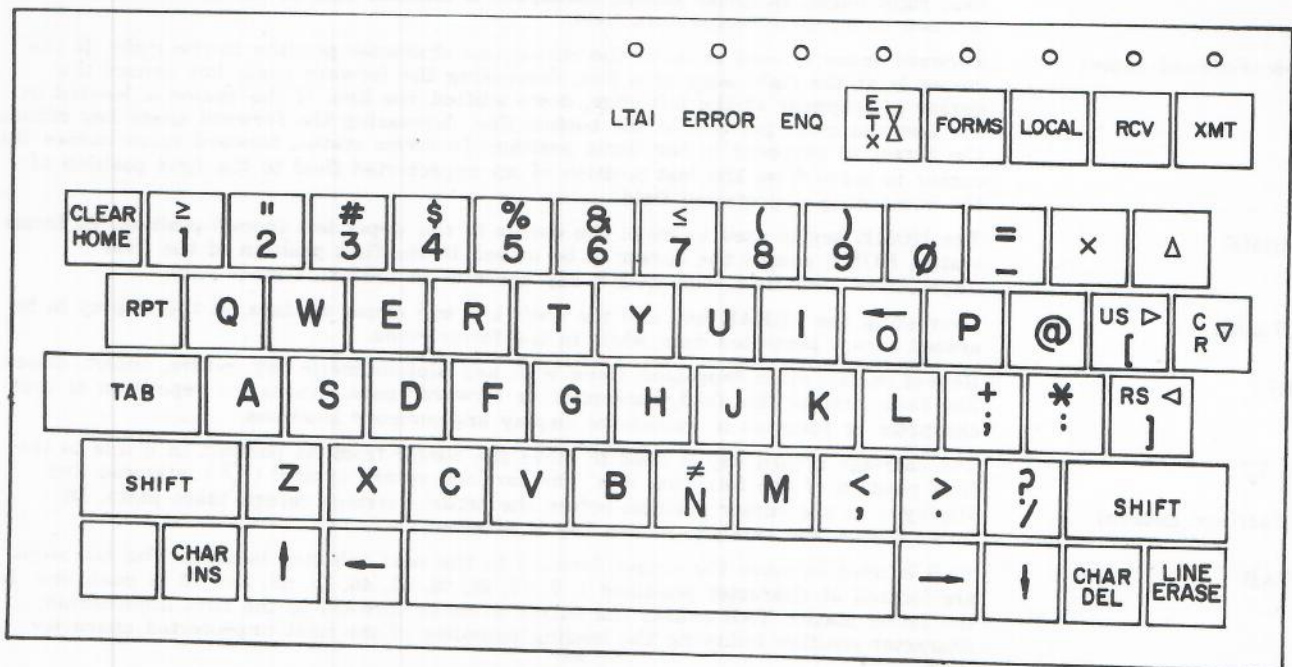 LTAI ERROR ENQ
ETX FORMS LOCAL RCV XMT
CLEAR HOME ≥ " 2 # 3 $ 4 % 5 & 6 ≤ 7 ( 8 ) 9 Ø = - × Δ
RPT Q W E R T Y U I ← O P @ US ▷ [ CR ▽
TAB A S D F G H J K L + ; * : RS ◁ ]
SHIFT Z X C V B ≠ N M < , > . ? / SHIFT
CHAR INS ↑ ← → ↓ CHAR DEL LINE ERASE